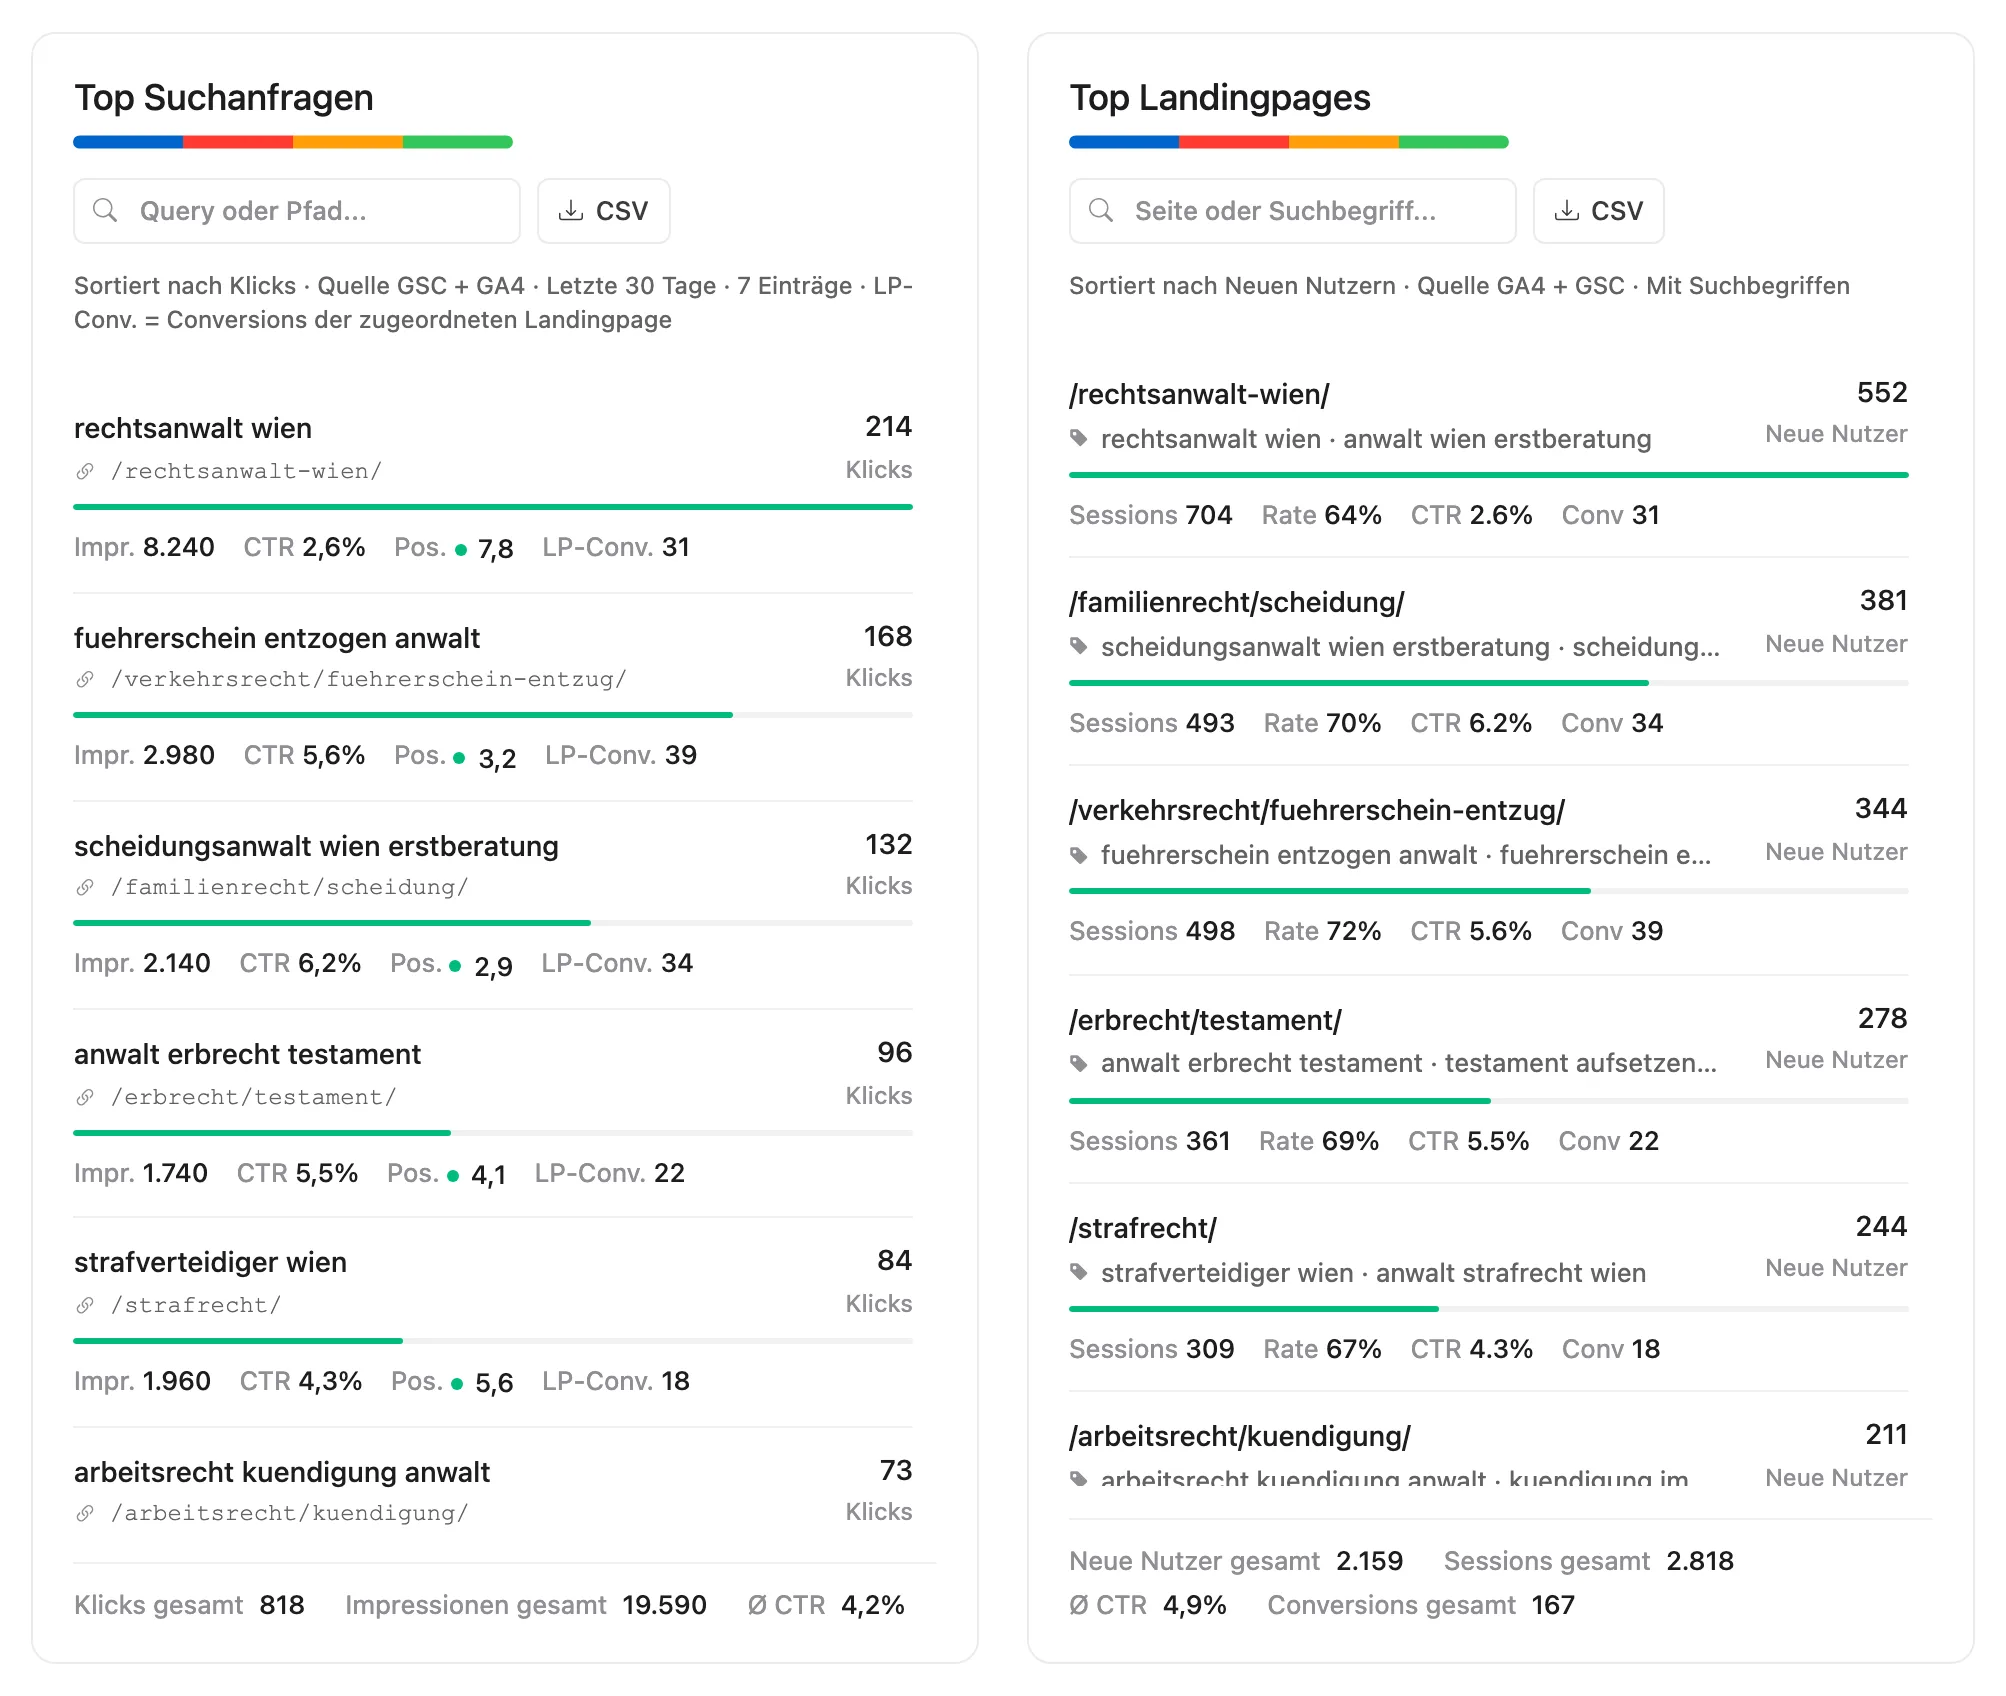 Top Suchanfragen
Query oder Pfad...
CSV
Sortiert nach Klicks · Quelle GSC + GA4 · Letzte 30 Tage · 7 Einträge · LP-
Conv. = Conversions der zugeordneten Landingpage
rechtsanwalt wien 214
/rechtsanwalt-wien/ Klicks
Impr. 8.240 CTR 2,6% Pos. 7,8 LP-Conv. 31
fuehrerschein entzogen anwalt 168
/verkehrsrecht/fuehrerschein-entzug/ Klicks
Impr. 2.980 CTR 5,6% Pos. 3,2 LP-Conv. 39
scheidungsanwalt wien erstberatung 132
/familienrecht/scheidung/ Klicks
Impr. 2.140 CTR 6,2% Pos. 2,9 LP-Conv. 34
anwalt erbrecht testament 96
/erbrecht/testament/ Klicks
Impr. 1.740 CTR 5,5% Pos. 4,1 LP-Conv. 22
strafverteidiger wien 84
/strafrecht/ Klicks
Impr. 1.960 CTR 4,3% Pos. 5,6 LP-Conv. 18
arbeitsrecht kuendigung anwalt 73
/arbeitsrecht/kuendigung/ Klicks
Klicks gesamt 818 Impressionen gesamt 19.590 Ø CTR 4,2%
Top Landingpages
Seite oder Suchbegriff...
CSV
Sortiert nach Neuen Nutzern · Quelle GA4 + GSC · Mit Suchbegriffen
/rechtsanwalt-wien/ 552
rechtsanwalt wien · anwalt wien erstberatung Neue Nutzer
Sessions 704 Rate 64% CTR 2.6% Conv 31
/familienrecht/scheidung/ 381
scheidungsanwalt wien erstberatung · scheidung... Neue Nutzer
Sessions 493 Rate 70% CTR 6.2% Conv 34
/verkehrsrecht/fuehrerschein-entzug/ 344
fuehrerschein entzogen anwalt · fuehrerschein e... Neue Nutzer
Sessions 498 Rate 72% CTR 5.6% Conv 39
/erbrecht/testament/ 278
anwalt erbrecht testament · testament aufsetzen... Neue Nutzer
Sessions 361 Rate 69% CTR 5.5% Conv 22
/strafrecht/ 244
strafverteidiger wien · anwalt strafrecht wien Neue Nutzer
Sessions 309 Rate 67% CTR 4.3% Conv 18
/arbeitsrecht/kuendigung/ 211
arbeitsrecht kuendigung anwalt · kuendigung im Neue Nutzer
Neue Nutzer gesamt 2.159 Sessions gesamt 2.818
Ø CTR 4,9% Conversions gesamt 167